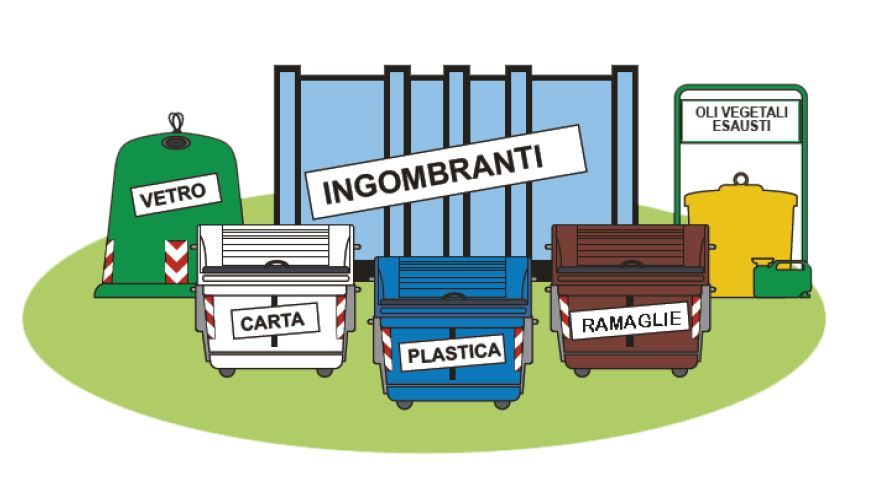 OLI VEGETALI
ESAUSTI
INGOMBRANTI
VETRO
CARTA
PLASTICA
RAMAGLIE